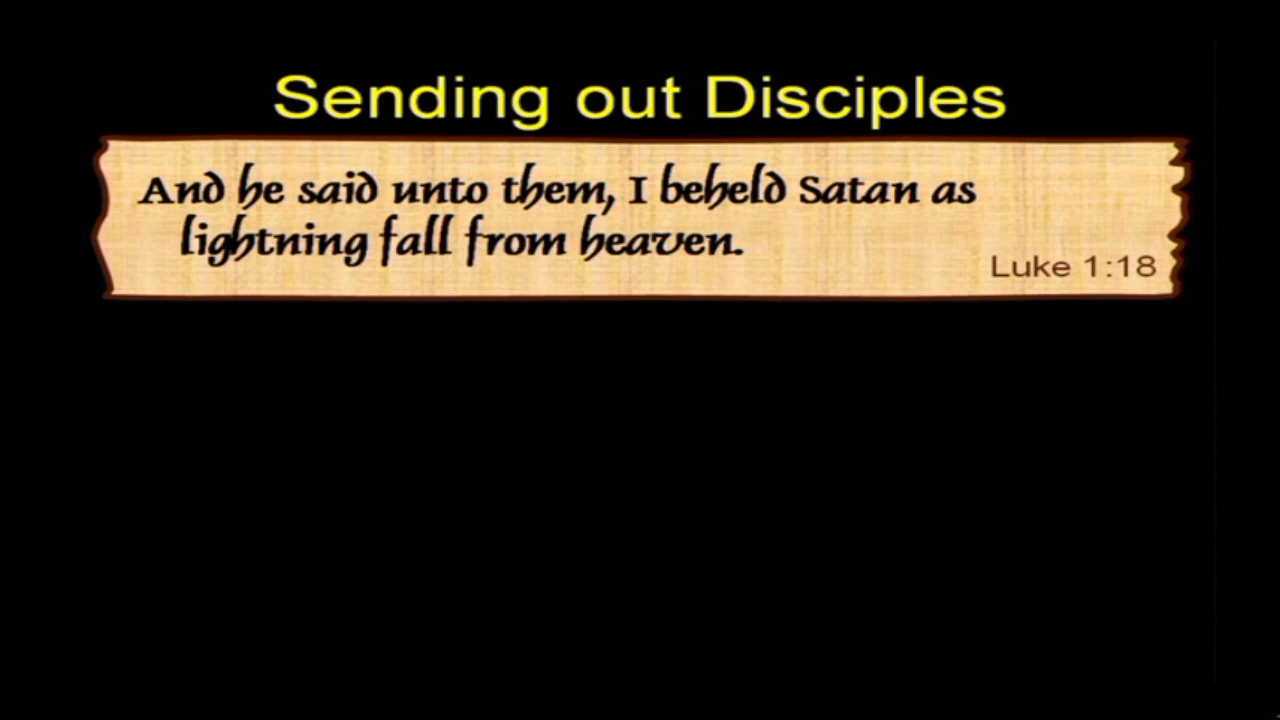 Sending out Disciples
And he said unto them, I beheld Satan as
lightning fall from heaven.
Luke 1:18